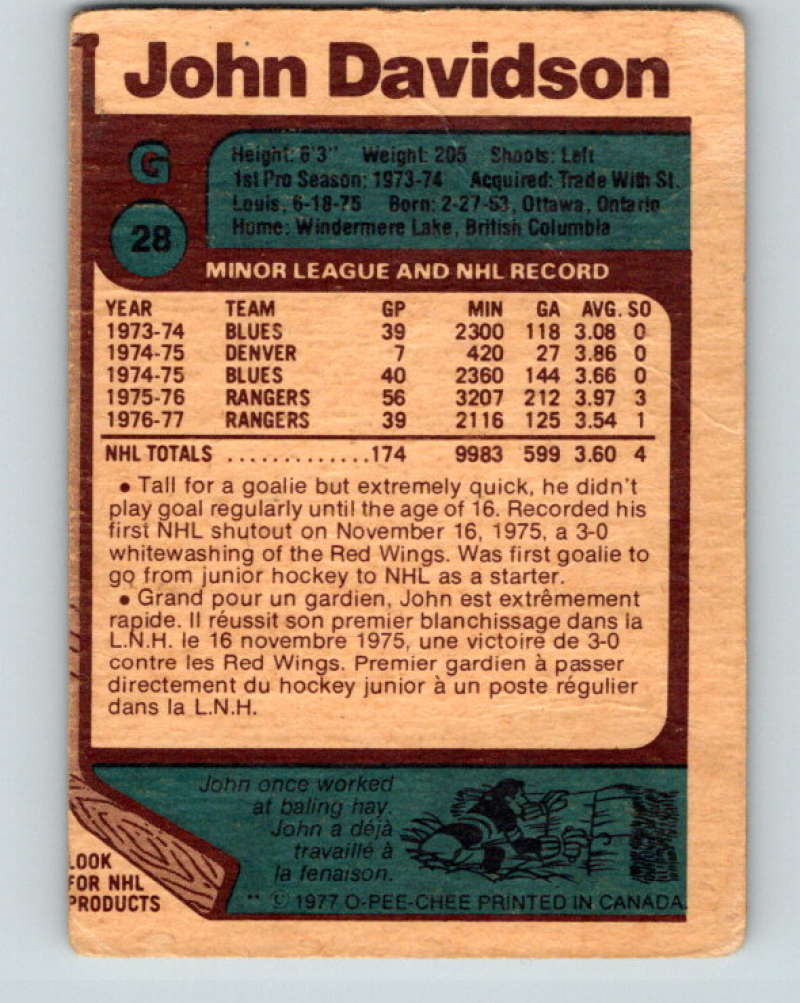 John Davidson
G
Height: 6'3" Weight: 205 Shoots: Left
1st Pro Season: 1973-74 Acquired: Trade With St.
Louis, 6-18-75 Born: 2-27-53, Ottawa, Ontario
Home: Windermere Lake, British Columbia
28
MINOR LEAGUE AND NHL RECORD
YEAR TEAM GP MIN GA AVG. SO
1973-74 BLUES 39 2300 118 3.08 0
1974-75 DENVER 7 420 27 3.86 0
1974-75 BLUES 40 2360 144 3.66 0
1975-76 RANGERS 56 3207 212 3.97 3
1976-77 RANGERS 39 2116 125 3.54 1
NHL TOTALS .............174 9983 599 3.60 4
• Tall for a goalie but extremely quick, he didn't
play goal regularly until the age of 16. Recorded his
first NHL shutout on November 16, 1975, a 3-0
whitewashing of the Red Wings. Was first goalie to
go from junior hockey to NHL as a starter.
• Grand pour un gardien, John est extrêmement
rapide. Il réussit son premier blanchissage dans la
L.N.H. le 16 novembre 1975, une victoire de 3-0
contre les Red Wings. Premier gardien à passer
directement du hockey junior à un poste régulier
dans la L.N.H.
John once worked
at baling hay.
John a déjà
travaillé à
la fenaison.
LOOK
FOR NHL
PRODUCTS
** © 1977 O-PEE-CHEE PRINTED IN CANADA.